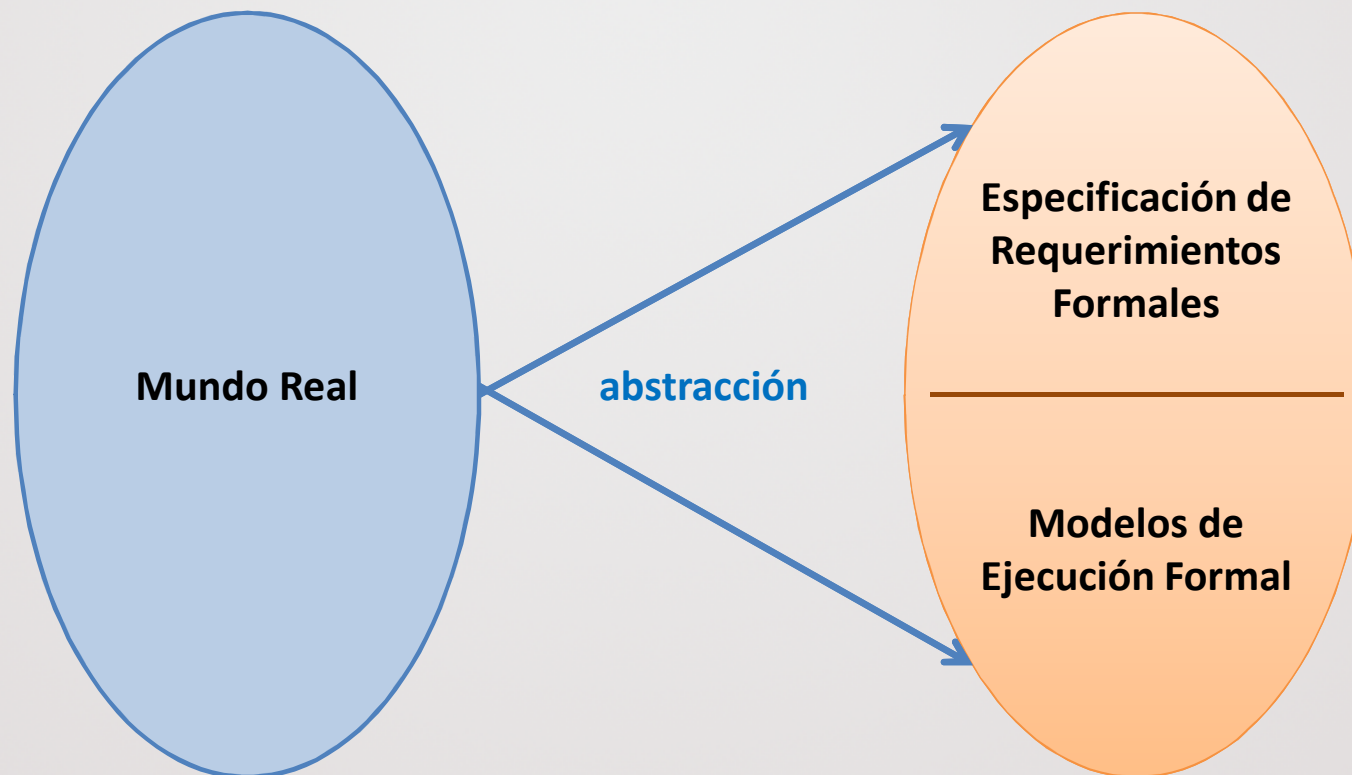 Mundo Real
abstracción
Especificación de
Requerimientos
Formales
Modelos de
Ejecución Formal